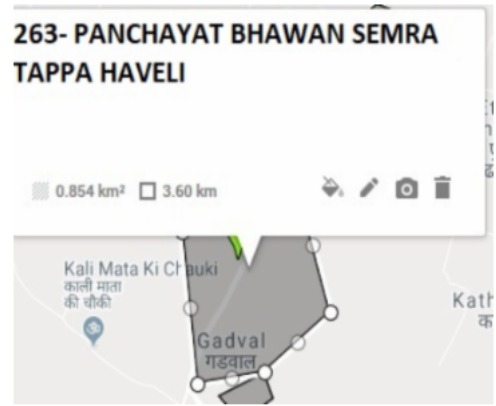 263- PANCHAYAT BHAWAN SEMRA
TAPPA HAVELI
0.854 km² 3.60 km
Kali Mata Ki Chauki
काली माता
की चौकी
Gadval
गडवाल
Kath